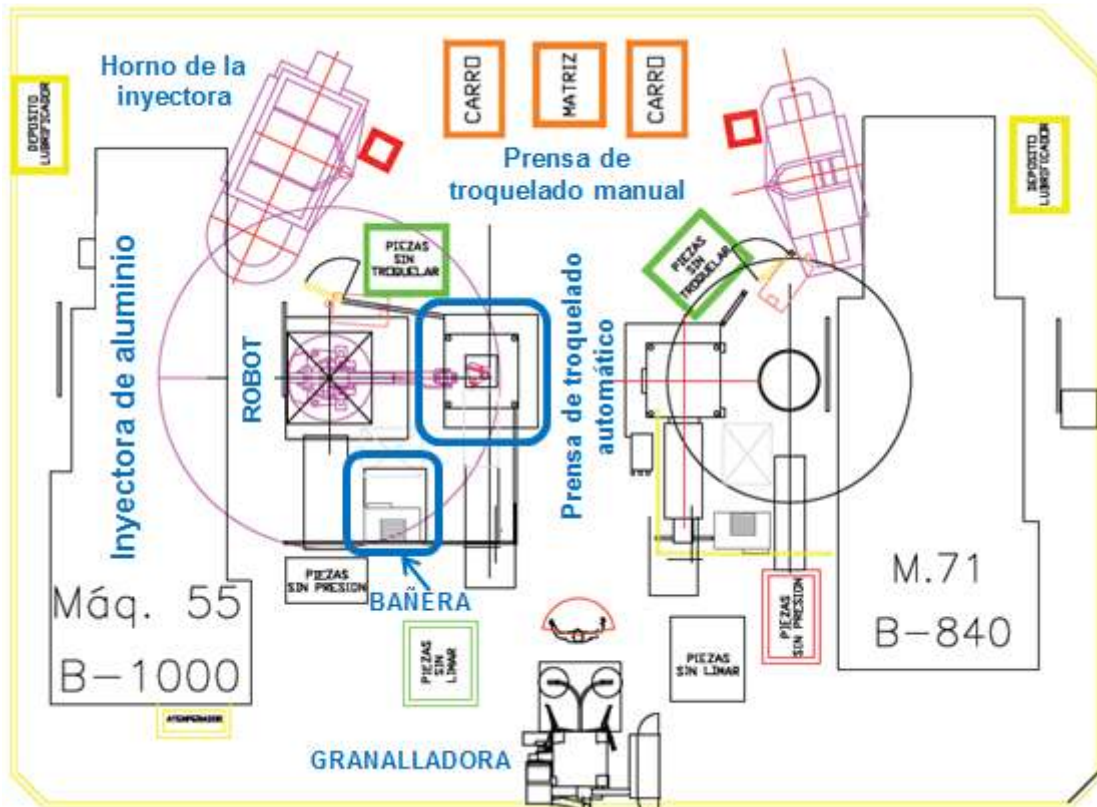 Horno de la
inyectora
CARRO
MATRIZ
CARRO
DEPOSITO
LUBRIFICADOR
DEPOSITO
LUBRIFICADOR
Prensa de
troquelado manual
PIEZAS
SIN
TROQUELAR
PIEZAS
SIN
TROQUELAR
Inyectora de aluminio
ROBOT
Prensa de troquelado
automático
PIEZAS
SIN PRESION
BAÑERA
Máq. 55
B-1000
M.71
B-840
PIEZAS
SIN PRESION
PIEZAS
SIN
LIMAR
PIEZAS
SIN LIMAR
ATEMPERADOR
GRANALLADORA